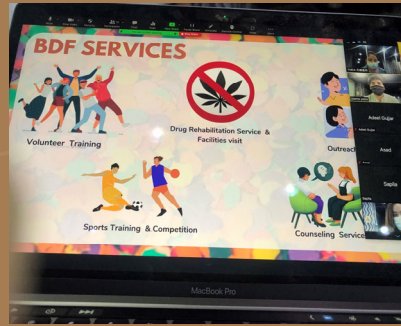 BDF SERVICES
Volunteer Training
Drug Rehabilitation Service &
Facilities visit
Outreach
Sports Training & Competition
Counseling Service
Adeel Gujjar
Asad
MacBook Pro